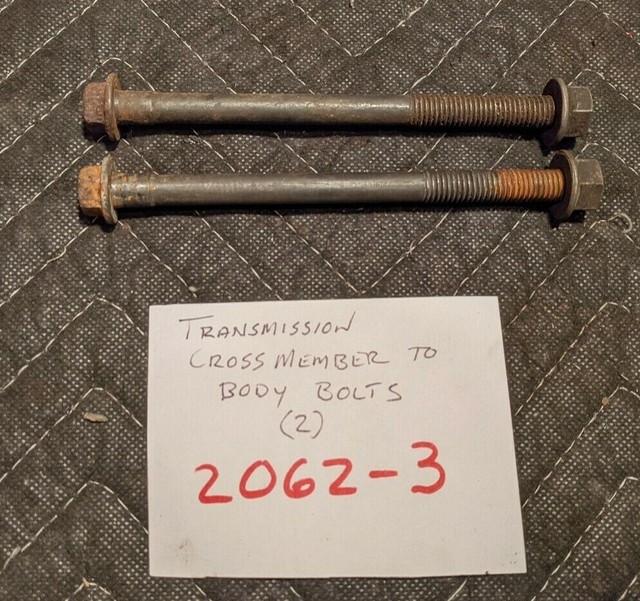 TRANSMISSION
CROSS MEMBER TO
BODY BOLTS
(2)
2062-3